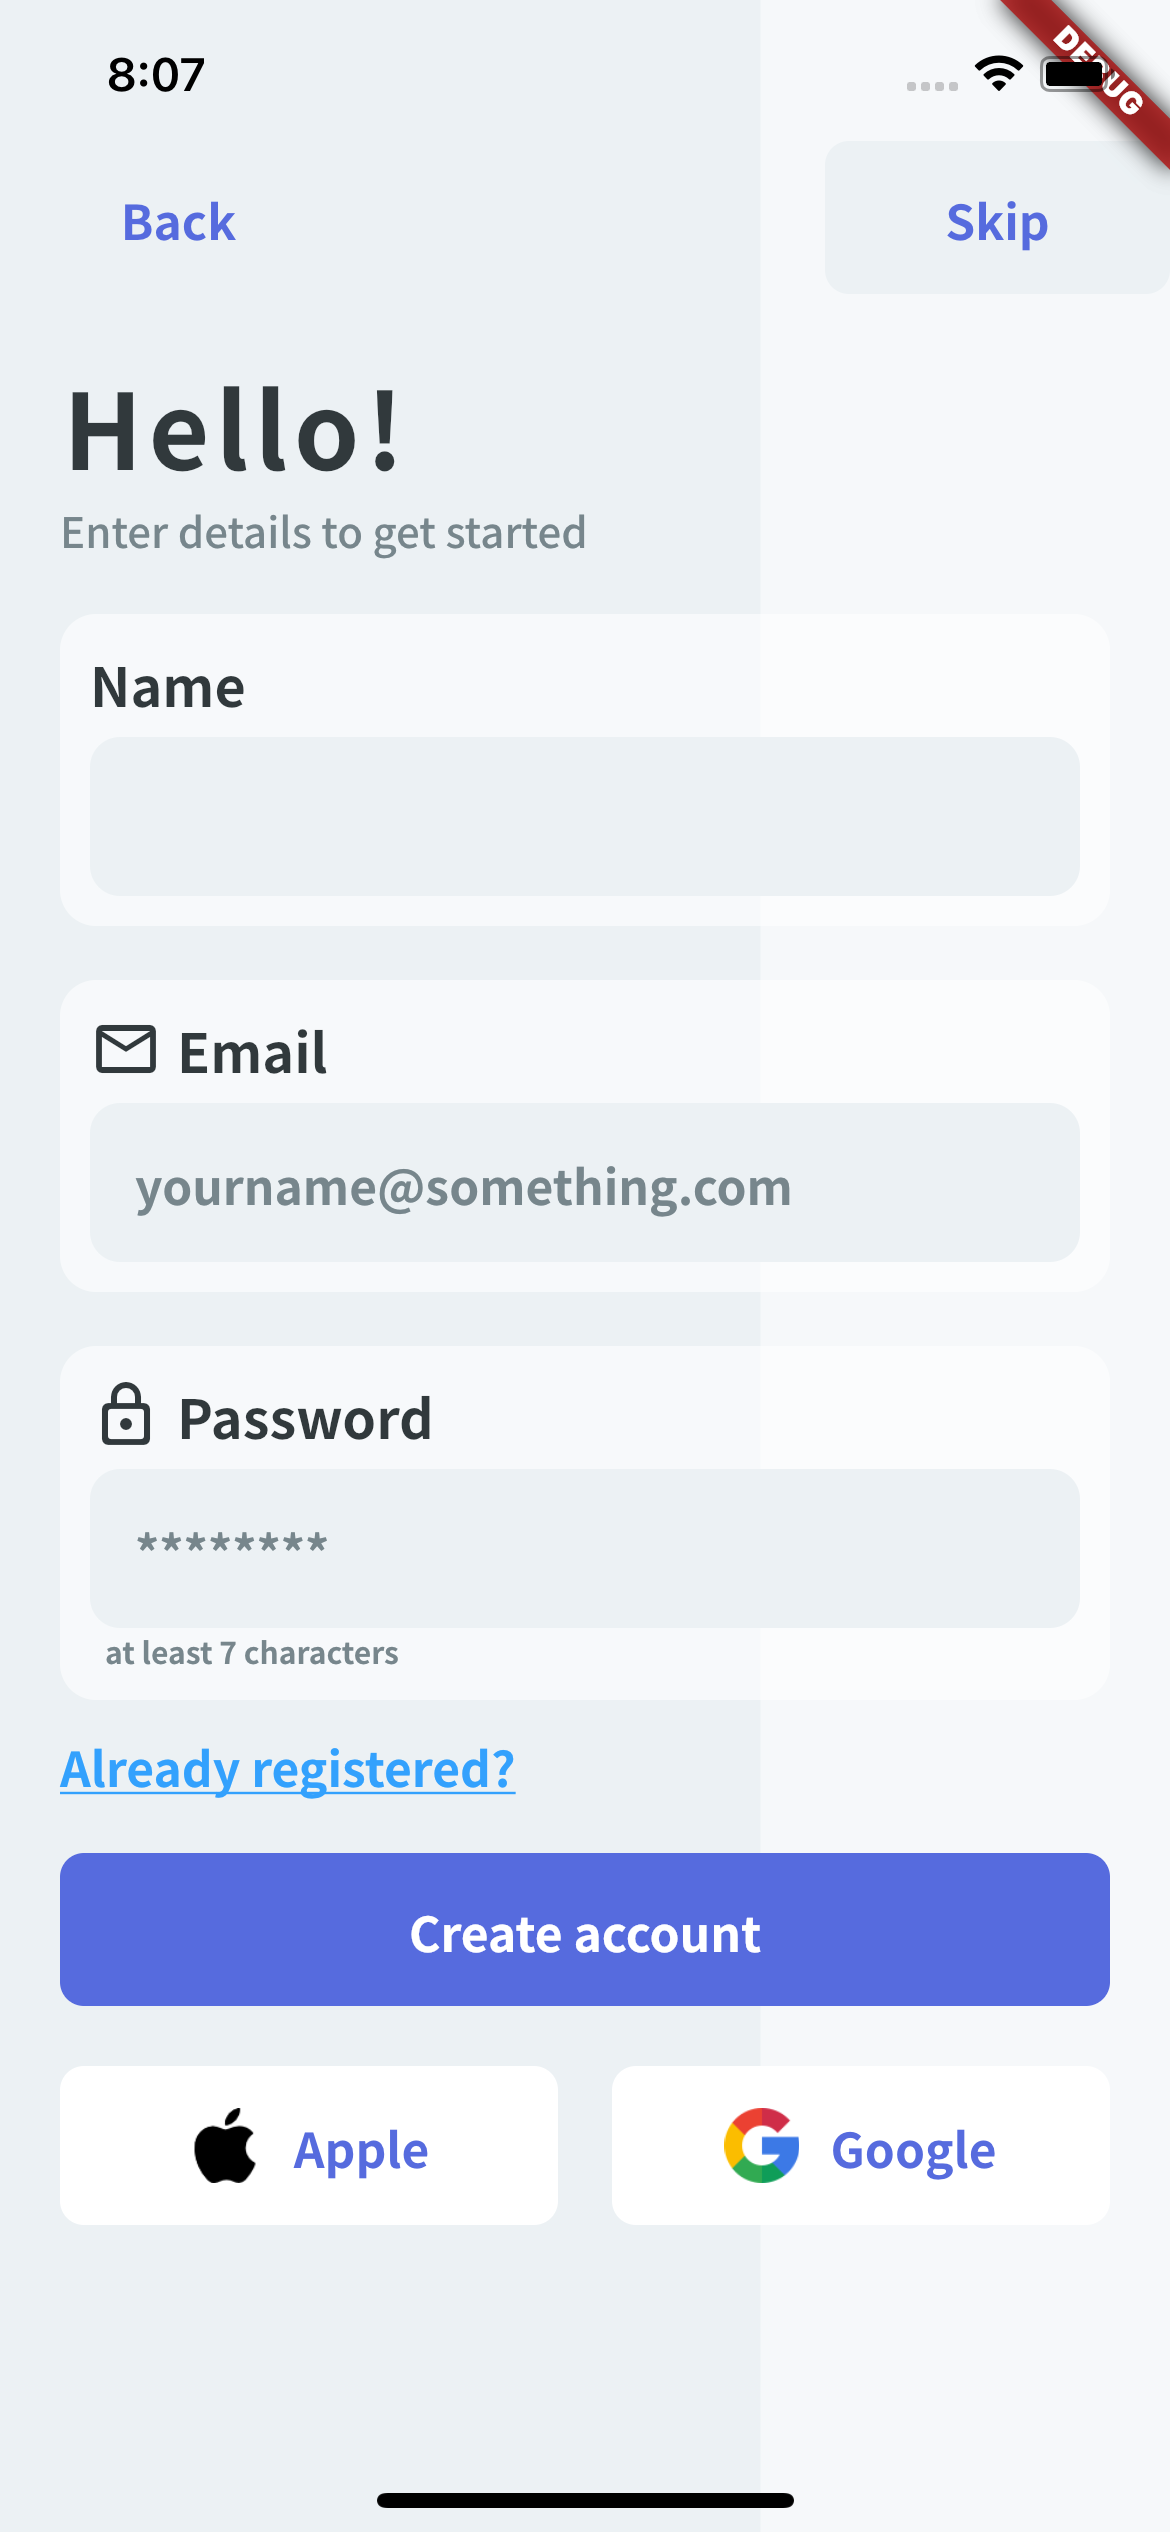 8:07
DEBUG
Back
Skip
Hello!
Enter details to get started
Name
Email
yourname@something.com
Password
********
at least 7 characters
Already registered?
Create account
Apple
Google